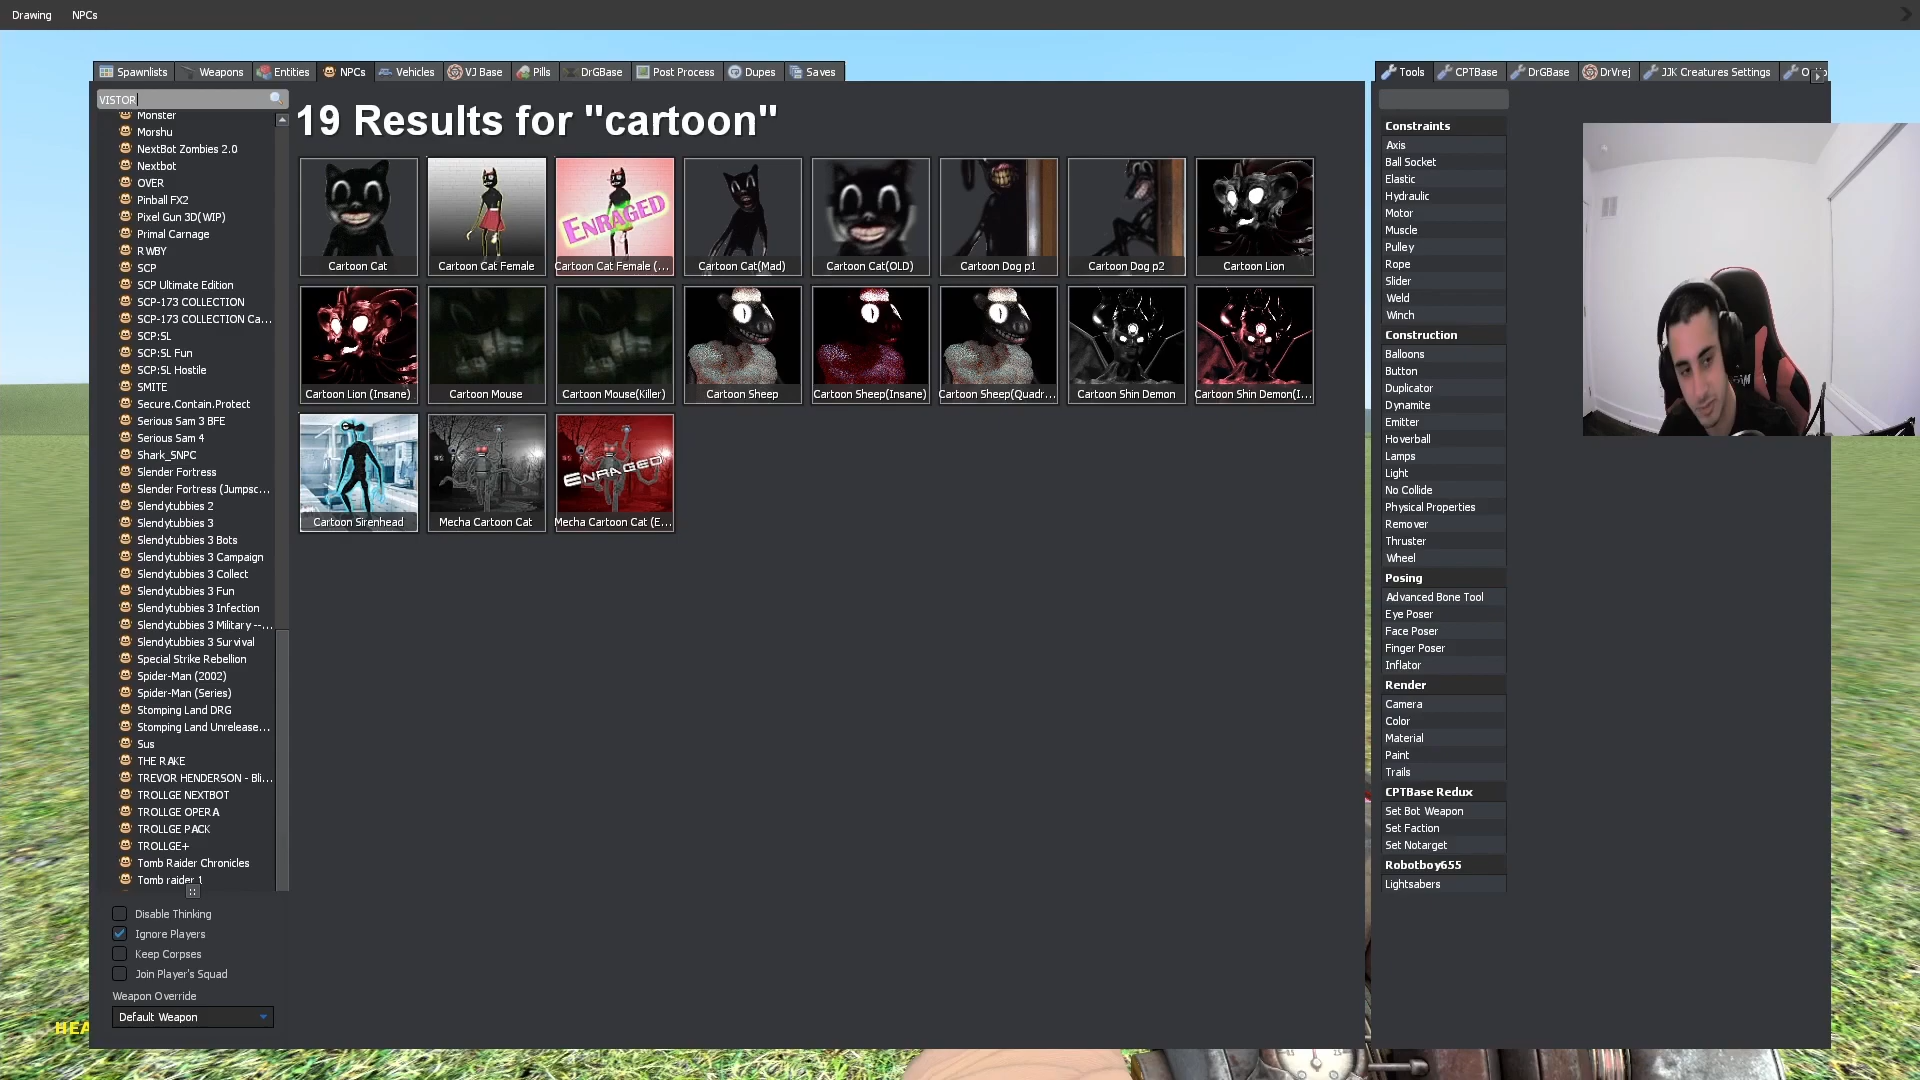 Drawing
NPCs
Spawnlists
Weapons
Entities
NPCs
Vehicles
VJ Base
Pills
DrGBase
Post Process
Dupes
Saves
VISTOR
Monster
Morshu
NextBot Zombies 2.0
Nextbot
OVER
Pinball FX2
Pixel Gun 3D(WIP)
Primal Carnage
RWBY
SCP
SCP Ultimate Edition
SCP-173 COLLECTION
SCP-173 COLLECTION Ca...
SCP:SL
SCP:SL Fun
SCP:SL Hostile
SMITE
Secure.Contain.Protect
Serious Sam 3 BFE
Serious Sam 4
Shark_SNPC
Slender Fortress
Slender Fortress (Jumpsc...
Slendytubbies 2
Slendytubbies 3
Slendytubbies 3 Bots
Slendytubbies 3 Campaign
Slendytubbies 3 Collect
Slendytubbies 3 Fun
Slendytubbies 3 Infection
Slendytubbies 3 Military --...
Slendytubbies 3 Survival
Special Strike Rebellion
Spider-Man (2002)
Spider-Man (Series)
Stomping Land DRG
Stomping Land Unrelease...
Sus
THE RAKE
TREVOR HENDERSON - Bli...
TROLLGE NEXTBOT
TROLLGE OPERA
TROLLGE PACK
TROLLGE+
Tomb Raider Chronicles
Tomb raider 1
Disable Thinking
Ignore Players
Keep Corpses
Join Player's Squad
Weapon Override
Default Weapon
HEA
19 Results for "cartoon"
Cartoon Cat
Cartoon Cat Female
ENRAGED
Cartoon Cat Female (...
Cartoon Cat(Mad)
Cartoon Cat(OLD)
Cartoon Dog p1
Cartoon Dog p2
Cartoon Lion
Cartoon Lion (Insane)
Cartoon Mouse
Cartoon Mouse(Killer)
Cartoon Sheep
Cartoon Sheep(Insane)
Cartoon Sheep(Quadr...
Cartoon Shin Demon
Cartoon Shin Demon(I...
Cartoon Sirenhead
Mecha Cartoon Cat
ENRAGED
Mecha Cartoon Cat (E...
Tools
CPTBase
DrGBase
DrVrej
JJK Creatures Settings
Constraints
Axis
Ball Socket
Elastic
Hydraulic
Motor
Muscle
Pulley
Rope
Slider
Weld
Winch
Construction
Balloons
Button
Duplicator
Dynamite
Emitter
Hoverball
Lamps
Light
No Collide
Physical Properties
Remover
Thruster
Wheel
Posing
Advanced Bone Tool
Eye Poser
Face Poser
Finger Poser
Inflator
Render
Camera
Color
Material
Paint
Trails
CPTBase Redux
Set Bot Weapon
Set Faction
Set Notarget
Robotboy655
Lightsabers